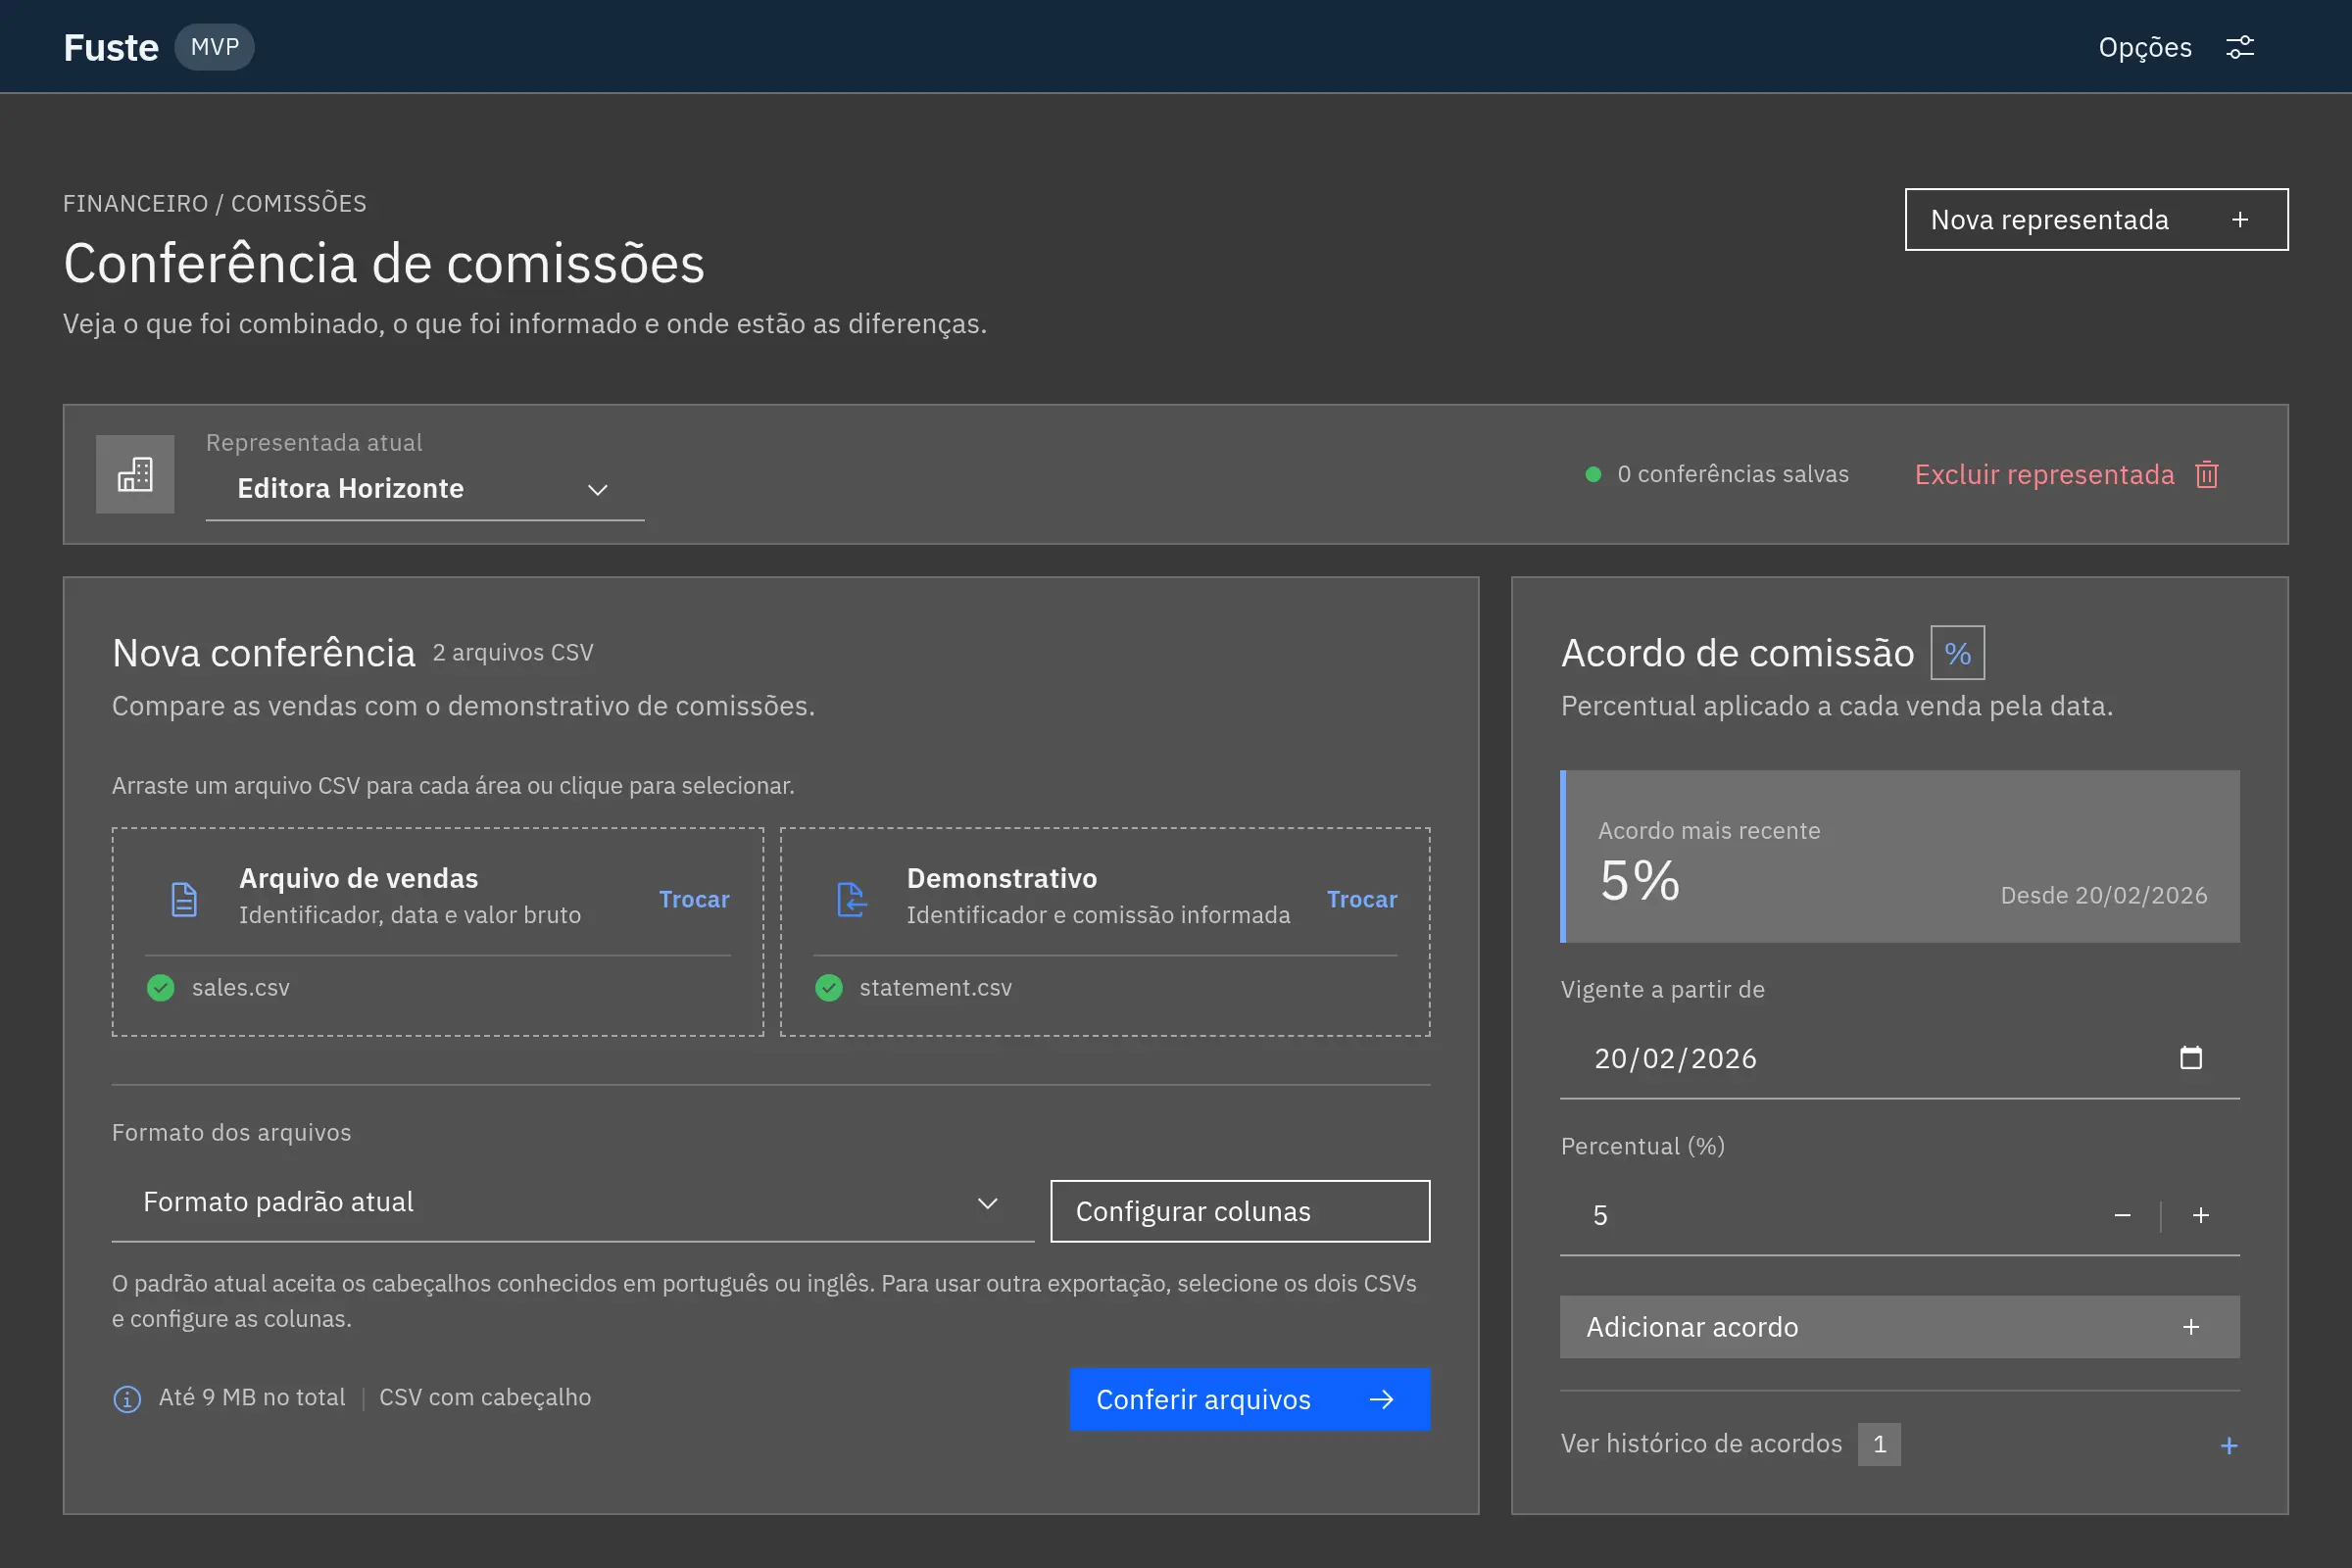 Fuste MVP
Opções
FINANCEIRO / COMISSÕES
Conferência de comissões
Veja o que foi combinado, o que foi informado e onde estão as diferenças.
Nova representada +
Representada atual
Editora Horizonte
0 conferências salvas
Excluir representada
Nova conferência 2 arquivos CSV
Compare as vendas com o demonstrativo de comissões.
Arraste um arquivo CSV para cada área ou clique para selecionar.
Arquivo de vendas
Identificador, data e valor bruto
Trocar
sales.csv
Demonstrativo
Identificador e comissão informada
Trocar
statement.csv
Formato dos arquivos
Formato padrão atual
Configurar colunas
O padrão atual aceita os cabeçalhos conhecidos em português ou inglês. Para usar outra exportação, selecione os dois CSVs
e configure as colunas.
Até 9 MB no total | CSV com cabeçalho
Conferir arquivos →
Acordo de comissão %
Percentual aplicado a cada venda pela data.
Acordo mais recente
5%
Desde 20/02/2026
Vigente a partir de
20/02/2026
Percentual (%)
5 − | +
Adicionar acordo +
Ver histórico de acordos 1 +